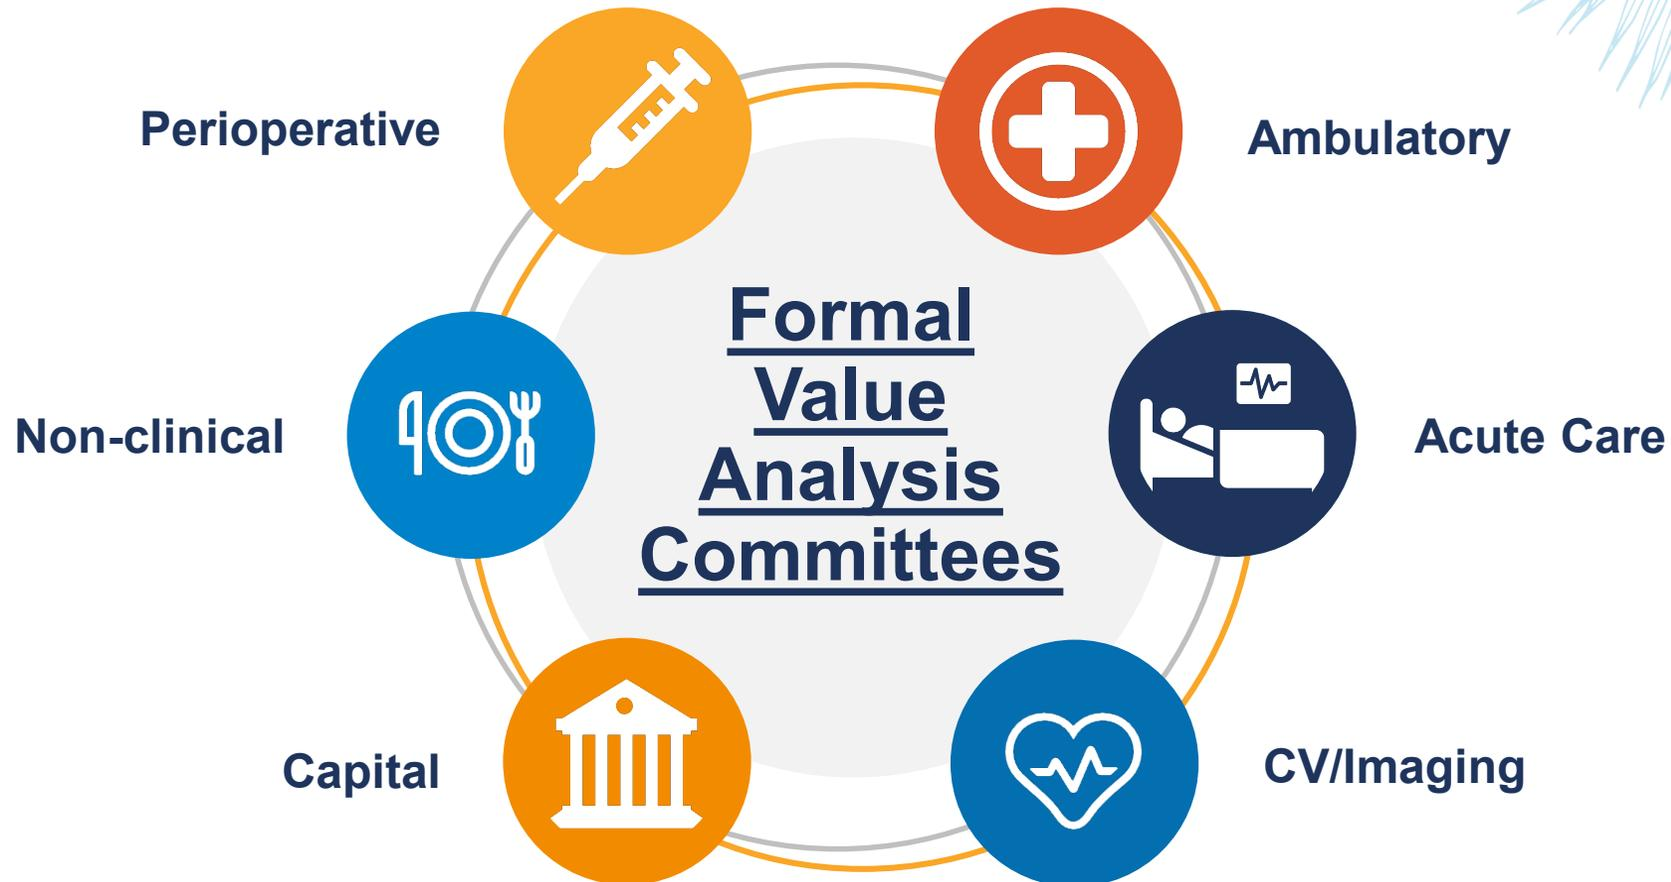 Perioperative
Ambulatory
Formal
Value
Analysis
Committees
Non-clinical
Acute Care
Capital
CV/Imaging